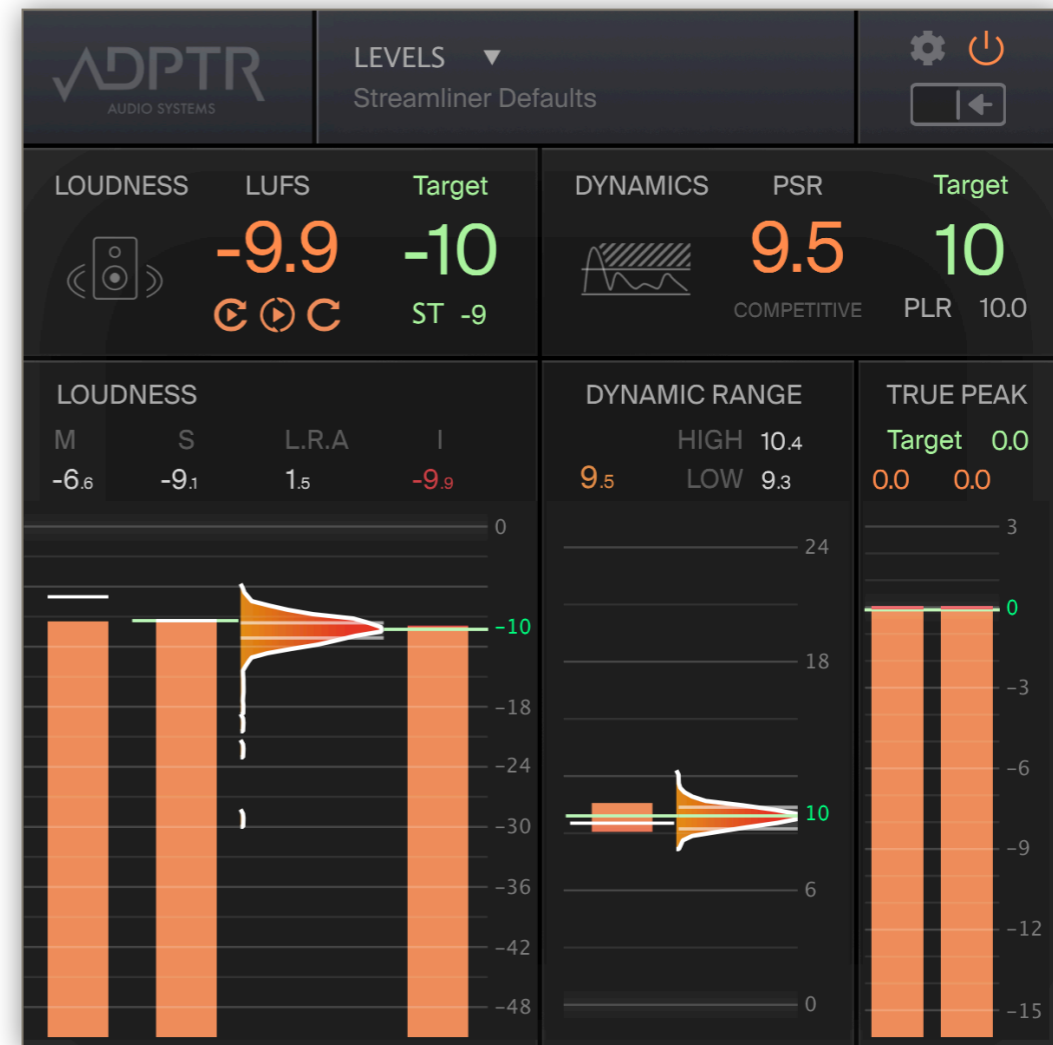 ADPTR
AUDIO SYSTEMS
LEVELS ▼
Streamliner Defaults
LOUDNESS LUFS Target
-9.9 -10
ST -9
DYNAMICS PSR Target
9.5 10
COMPETITIVE PLR 10.0
LOUDNESS
M S L.R.A I
-6.6 -9.1 1.5 -9.9
0
-10
-18
-24
-30
-36
-42
-48
DYNAMIC RANGE
HIGH 10.4
9.5 LOW 9.3
24
18
10
6
0
TRUE PEAK
Target 0.0
0.0 0.0
3
0
-3
-6
-9
-12
-15